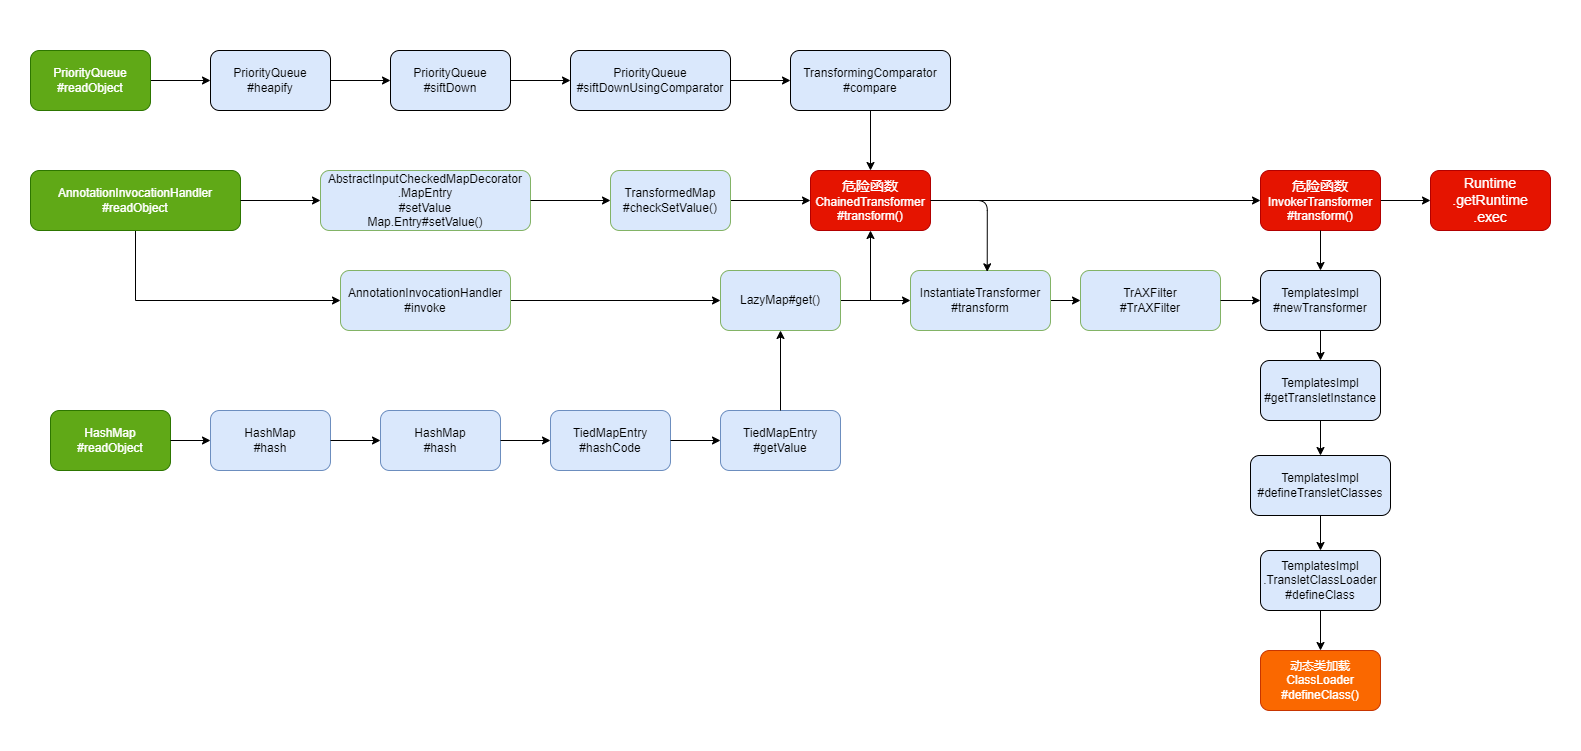 PriorityQueue
#readObject
PriorityQueue
#heapify
PriorityQueue
#siftDown
PriorityQueue
#siftDownUsingComparator
TransformingComparator
#compare
AnnotationInvocationHandler
#readObject
AbstractInputCheckedMapDecorator
.MapEntry
#setValue
Map.Entry#setValue()
TransformedMap
#checkSetValue()
危险函数
ChainedTransformer
#transform()
危险函数
InvokerTransformer
#transform()
Runtime
.getRuntime
.exec
AnnotationInvocationHandler
#invoke
LazyMap#get()
InstantiateTransformer
#transform
TrAXFilter
#TrAXFilter
TemplatesImpl
#newTransformer
TemplatesImpl
#getTransletInstance
HashMap
#readObject
HashMap
#hash
HashMap
#hash
TiedMapEntry
#hashCode
TiedMapEntry
#getValue
TemplatesImpl
#defineTransletClasses
TemplatesImpl
.TransletClassLoader
#defineClass
动态类加载
ClassLoader
#defineClass()